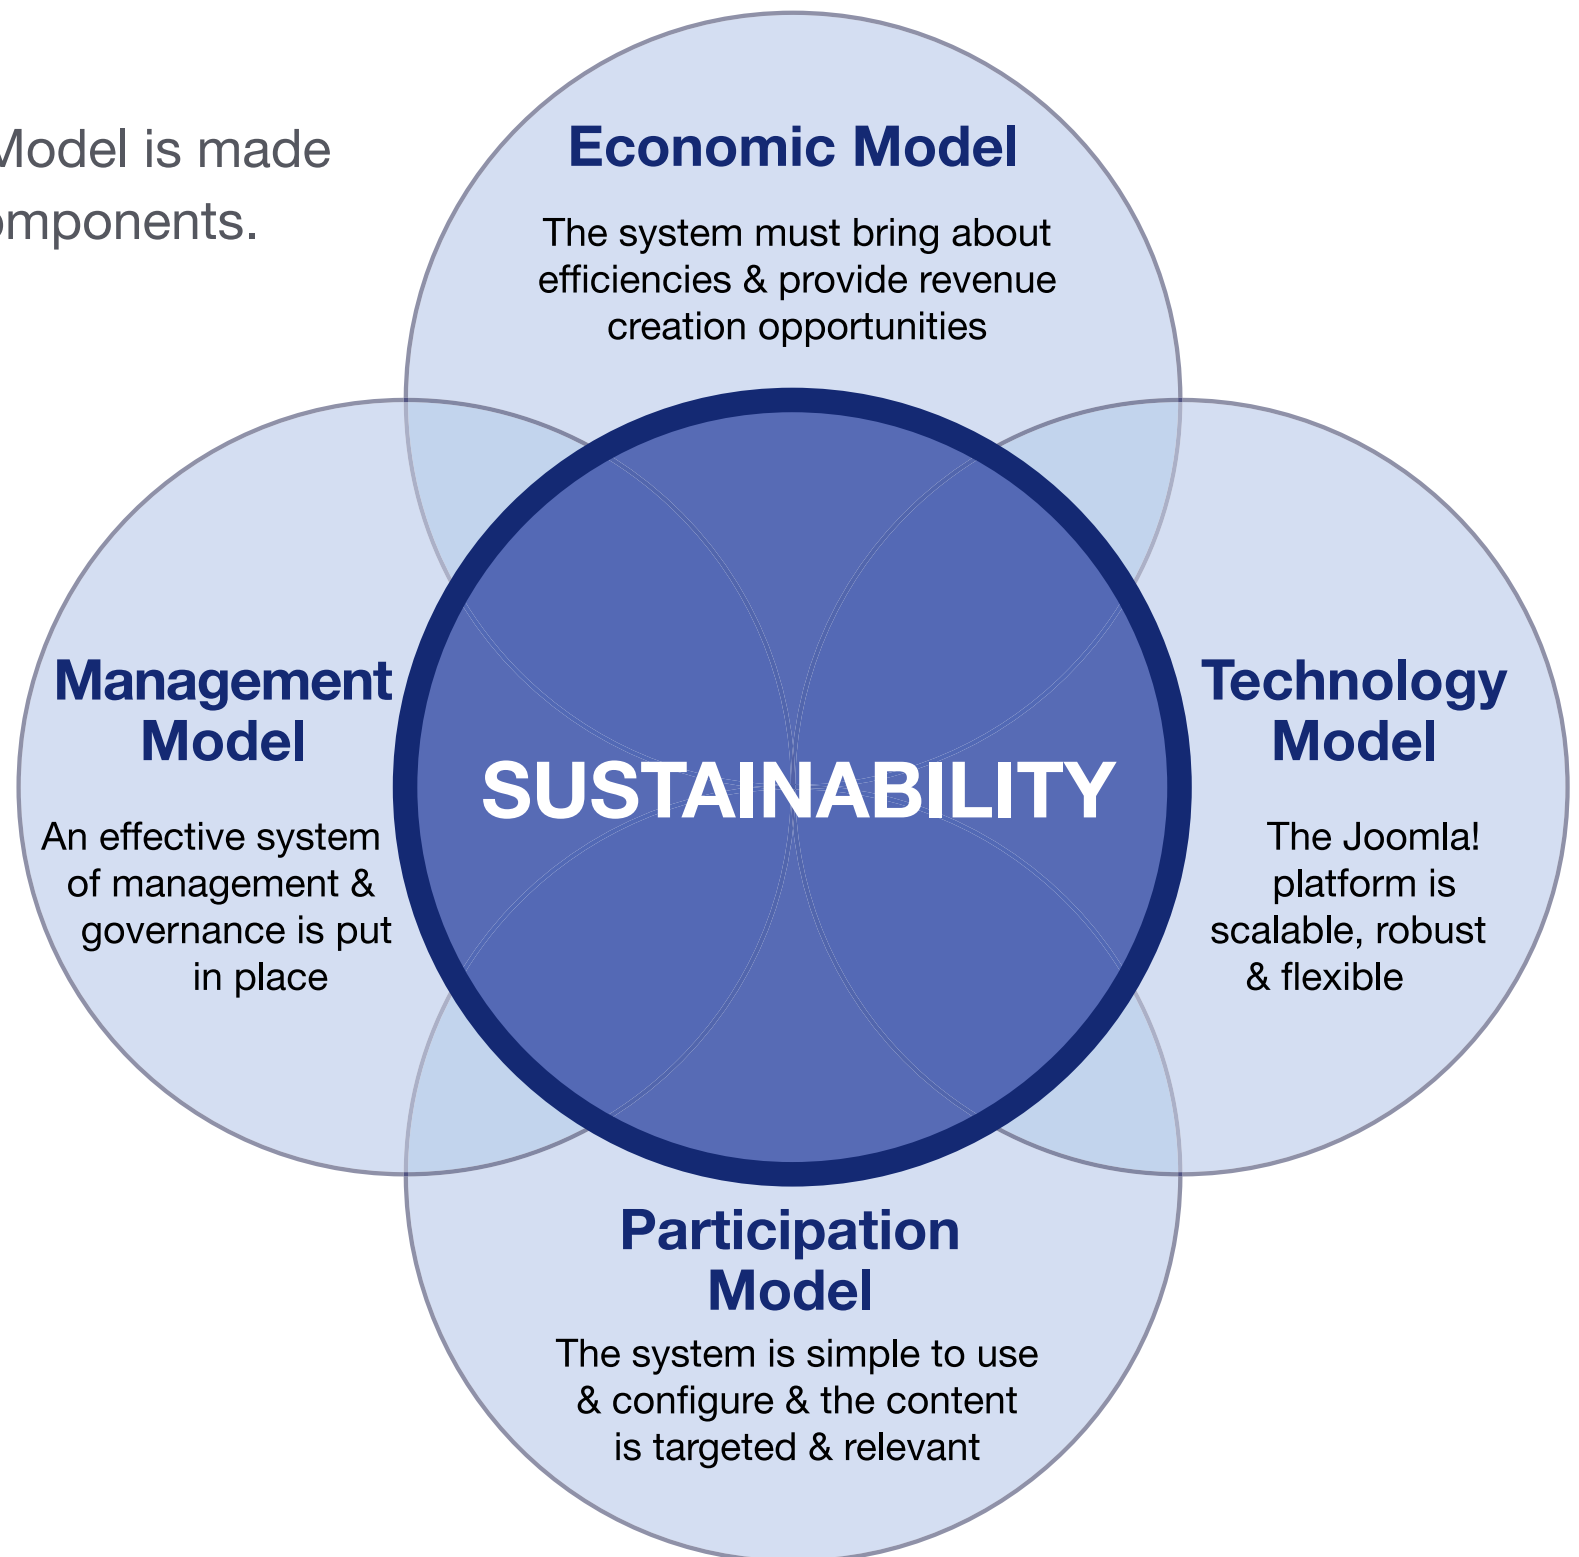 Model is made
omponents.
Economic Model
The system must bring about
efficiencies & provide revenue
creation opportunities
Management
Model
An effective system
of management &
governance is put
in place
SUSTAINABILITY
Technology
Model
The Joomla!
platform is
scalable, robust
& flexible
Participation
Model
The system is simple to use
& configure & the content
is targeted & relevant